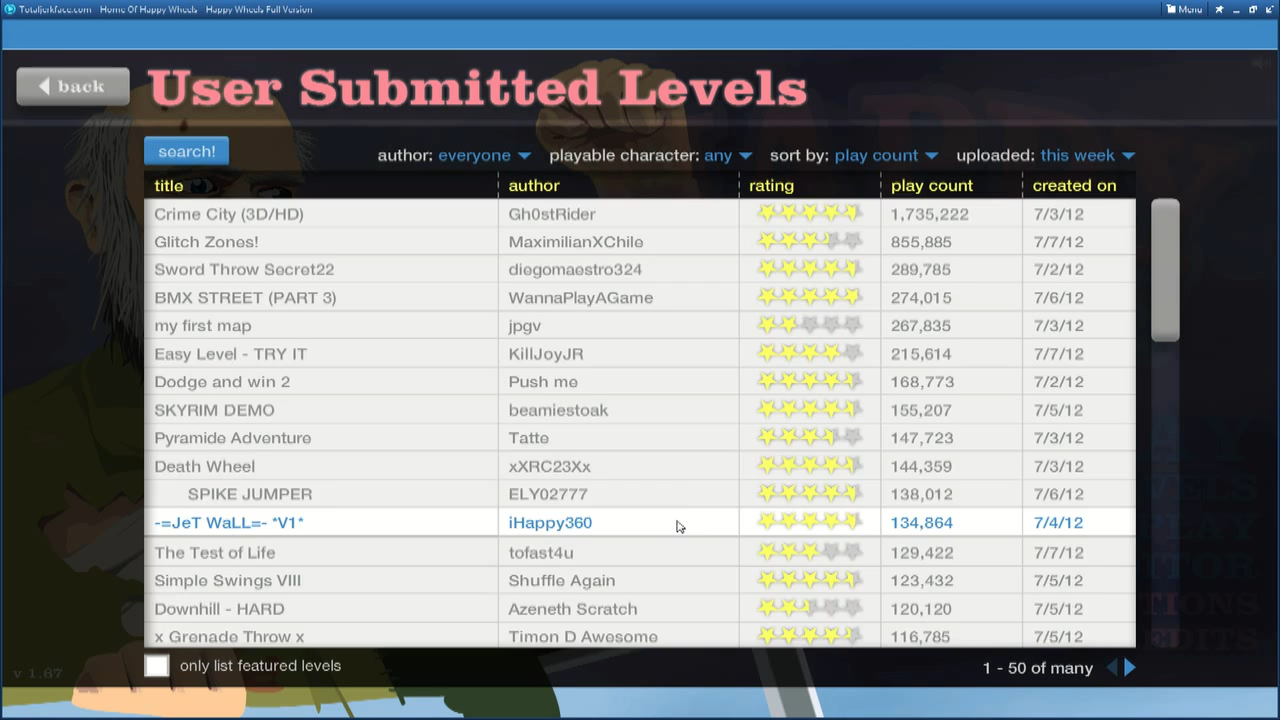 Totaljerkface.com - Home Of Happy Wheels - Happy Wheels Full Version
Menu
back
User Submitted Levels
search!
author: everyone playable character: any sort by: play count uploaded: this week
title author rating play count created on
Crime City (3D/HD) Gh0stRider 1,735,222 7/3/12
Glitch Zones! MaximilianXChile 855,885 7/7/12
Sword Throw Secret22 diegomaestro324 289,785 7/2/12
BMX STREET (PART 3) WannaPlayAGame 274,015 7/6/12
my first map jpgv 267,835 7/3/12
Easy Level - TRY IT KillJoyJR 215,614 7/7/12
Dodge and win 2 Push me 168,773 7/2/12
SKYRIM DEMO beamiestoak 155,207 7/5/12
Pyramide Adventure Tatte 147,723 7/3/12
Death Wheel xXRC23Xx 144,359 7/3/12
SPIKE JUMPER ELY02777 138,012 7/6/12
-=JeT WaLL=- *V1* iHappy360 134,864 7/4/12
The Test of Life tofast4u 129,422 7/7/12
Simple Swings VIII Shuffle Again 123,432 7/5/12
Downhill - HARD Azeneth Scratch 120,120 7/5/12
x Grenade Throw x Timon D Awesome 116,785 7/5/12
only list featured levels
1 - 50 of many
v 1.67